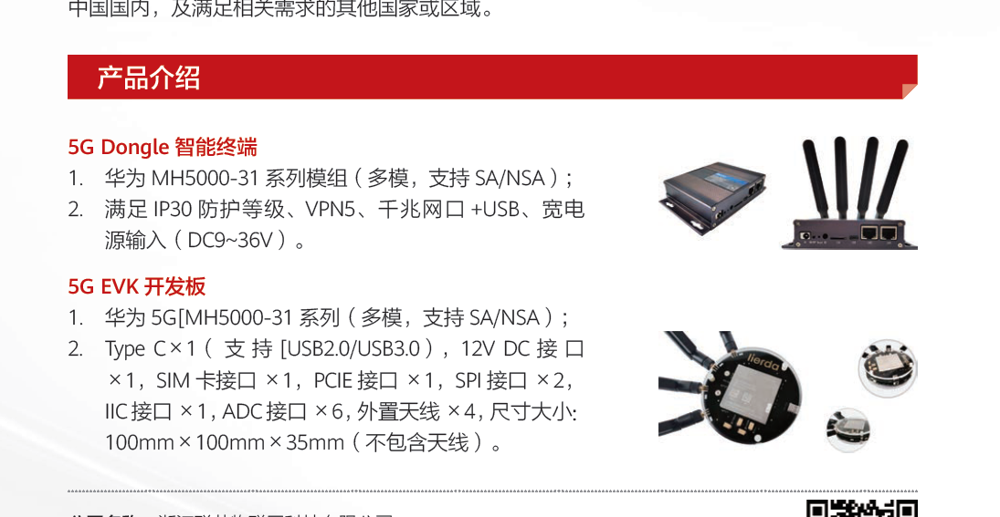 中国国内，及满足相关需求的其他国家或区域。
产品介绍
5G Dongle 智能终端
1. 华为 MH5000-31 系列模组（多模，支持 SA/NSA）；
2. 满足 IP30 防护等级、VPN5、千兆网口 +USB、宽电
源输入（DC9~36V）。
5G EVK 开发板
1. 华为 5G[MH5000-31 系列（多模，支持 SA/NSA）；
2. Type C×1（支持 [USB2.0/USB3.0），12V DC 接口
×1，SIM 卡接口 ×1，PCIE 接口 ×1，SPI 接口 ×2，
IIC 接口 ×1，ADC 接口 ×6，外置天线 ×4，尺寸大小：
100mm×100mm×35mm（不包含天线）。
lierda